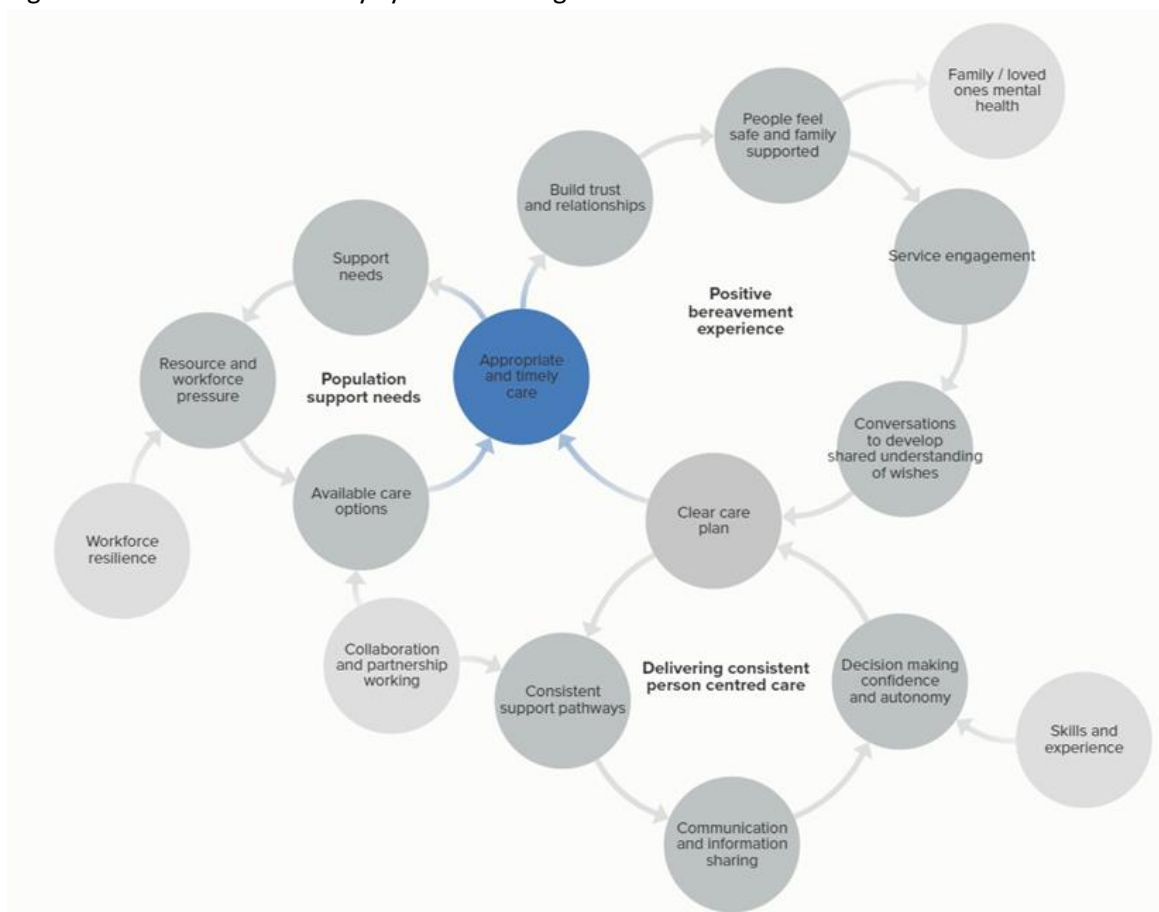 Family / loved
ones mental
health
People feel
safe and family
supported
Build trust
and relationships
Service engagement
Support
needs
Positive
bereavement
experience
Appropriate
and timely
care
Resource and
workforce
pressure
Population
support needs
Conversations
to develop
shared understanding
of wishes
Available care
options
Clear care
plan
Workforce
resilience
Collaboration
and partnership
working
Consistent
support pathways
Delivering consistent
person centred care
Decision making
confidence
and autonomy
Skills and
experience
Communication
and information
sharing